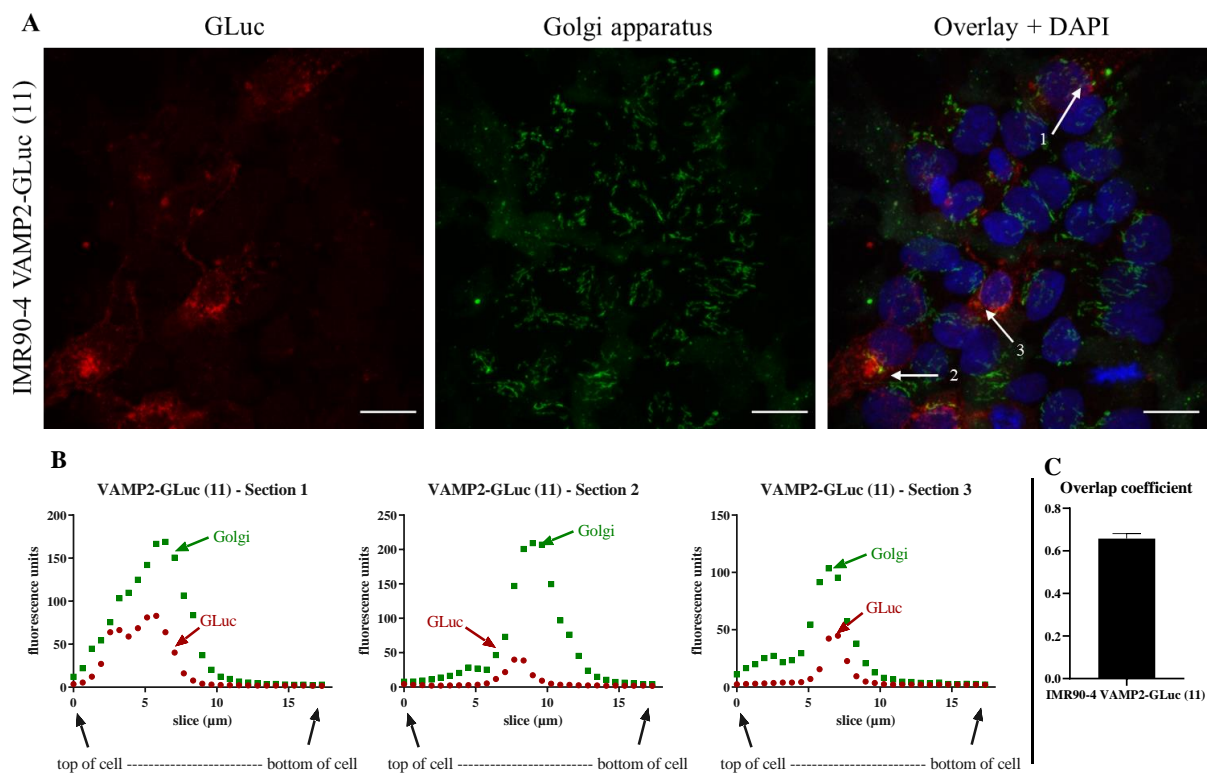 A
GLuc
Golgi apparatus
Overlay + DAPI
IMR90-4 VAMP2-GLuc (11)
1
2
3
B
VAMP2-GLuc (11) - Section 1
fluorescence units
250
200
150
100
50
0
Golgi
GLuc
0 5 10 15
slice (µm)
top of cell -------------------------- bottom of cell
VAMP2-GLuc (11) - Section 2
fluorescence units
250
200
150
100
50
0
Golgi
GLuc
0 5 10 15
slice (µm)
top of cell -------------------------- bottom of cell
VAMP2-GLuc (11) - Section 3
fluorescence units
150
100
50
0
Golgi
GLuc
0 5 10 15
slice (µm)
top of cell -------------------------- bottom of cell
C
Overlap coefficient
0.8
0.6
0.4
0.2
0.0
IMR90-4 VAMP2-GLuc (11)